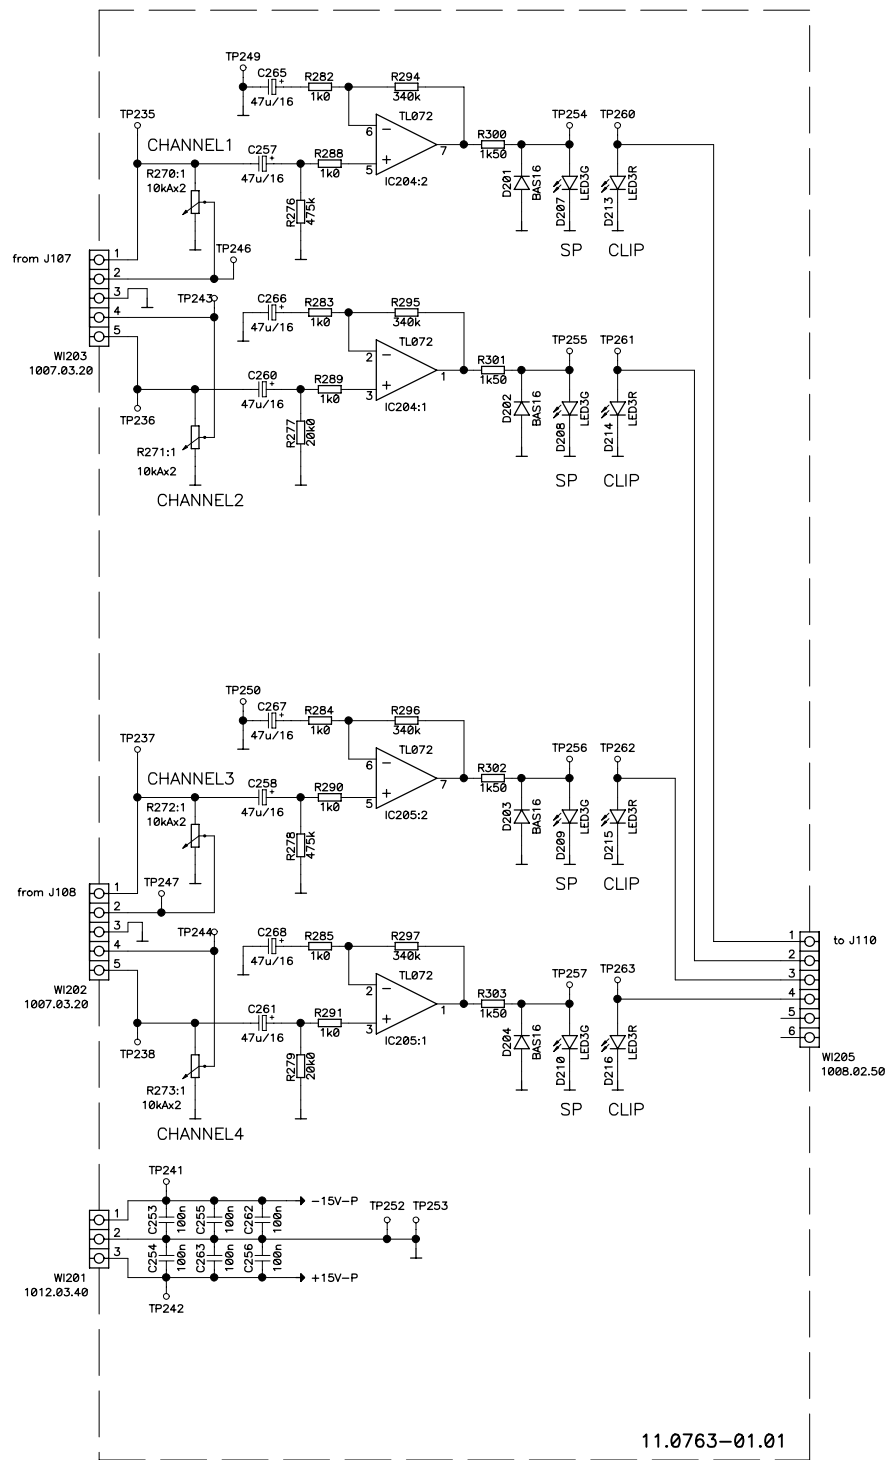 TP249
C265
+
47u/16
R282
1k0
R294
340k
TL072
6
5
7
IC204:2
TP235
CHANNEL1
R270:1
10kAx2
C257
+
47u/16
R288
1k0
R276
475k
R300
1k50
D201
BAS16
TP254
D207
LED3G
SP
TP260
D213
LED3R
CLIP
from J107
1
2
3
4
5
WI203
1007.03.20
TP246
TP243
C266
+
47u/16
R283
1k0
R295
340k
TL072
2
3
1
IC204:1
TP236
C260
+
47u/16
R289
1k0
R277
20k0
R271:1
10kAx2
CHANNEL2
R301
1k50
D202
BAS16
TP255
D208
LED3G
SP
TP261
D214
LED3R
CLIP
TP250
C267
+
47u/16
R284
1k0
R296
340k
TL072
6
5
7
IC205:2
TP237
CHANNEL3
R272:1
10kAx2
C258
+
47u/16
R290
1k0
R278
475k
R302
1k50
D203
BAS16
TP256
D209
LED3G
SP
TP262
D215
LED3R
CLIP
from J108
1
2
3
4
5
WI202
1007.03.20
TP247
TP244
C268
+
47u/16
R285
1k0
R297
340k
TL072
2
3
1
IC205:1
TP238
C261
+
47u/16
R291
1k0
R279
20k0
R273:1
10kAx2
CHANNEL4
R303
1k50
D204
BAS16
TP257
D210
LED3G
SP
TP263
D216
LED3R
CLIP
1
2
3
4
5
6
to J110
WI205
1008.02.50
TP241
-15V-P
C253
100n
C255
100n
C262
100n
TP252
TP253
1
2
3
C254
100n
C263
100n
C256
100n
WI201
1012.03.40
+15V-P
TP242
11.0763-01.01